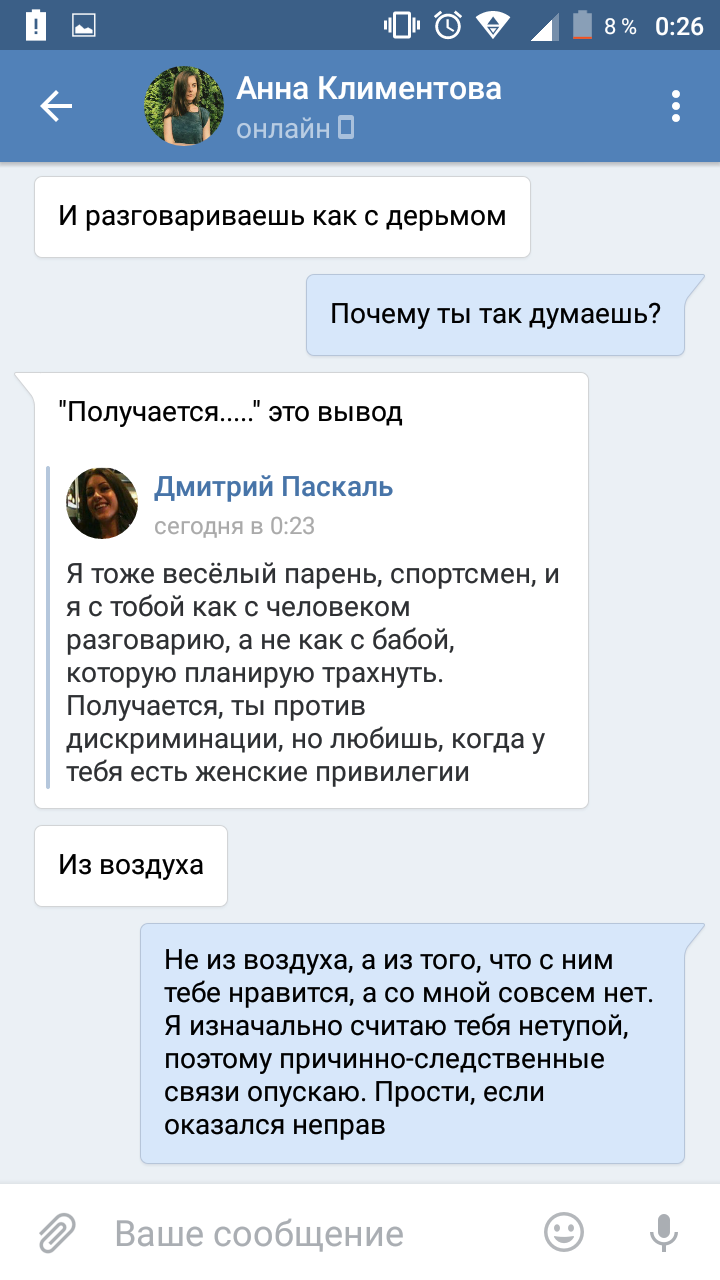 8 % 0:26
Анна Климентова
онлайн
И разговариваешь как с дерьмом
Почему ты так думаешь?
"Получается....." это вывод
Дмитрий Паскаль
сегодня в 0:23
Я тоже весёлый парень, спортсмен, и
я с тобой как с человеком
разговарию, а не как с бабой,
которую планирую трахнуть.
Получается, ты против
дискриминации, но любишь, когда у
тебя есть женские привилегии
Из воздуха
Не из воздуха, а из того, что с ним
тебе нравится, а со мной совсем нет.
Я изначально считаю тебя нетупой,
поэтому причинно-следственные
связи опускаю. Прости, если
оказался неправ
Ваше сообщение